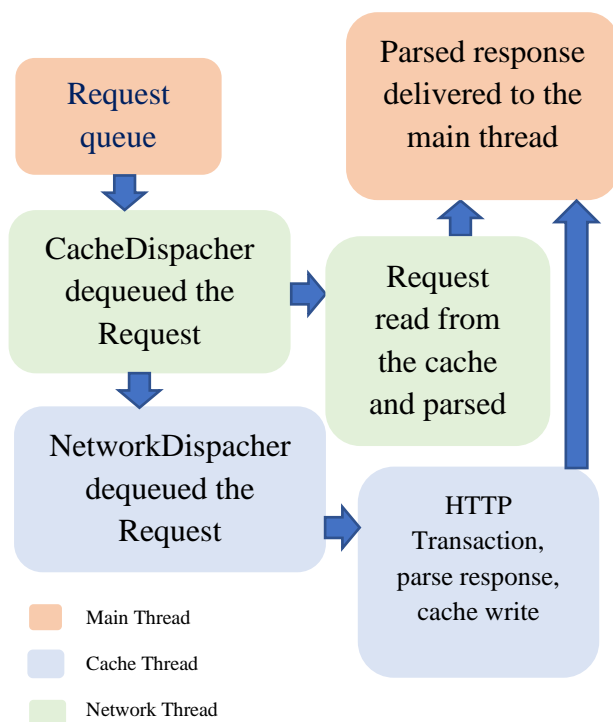 Request
queue
Parsed response
delivered to the
main thread
CacheDispacher
dequeued the
Request
Request
read from
the cache
and parsed
NetworkDispacher
dequeued the
Request
HTTP
Transaction,
parse response,
cache write
Main Thread
Cache Thread
Network Thread